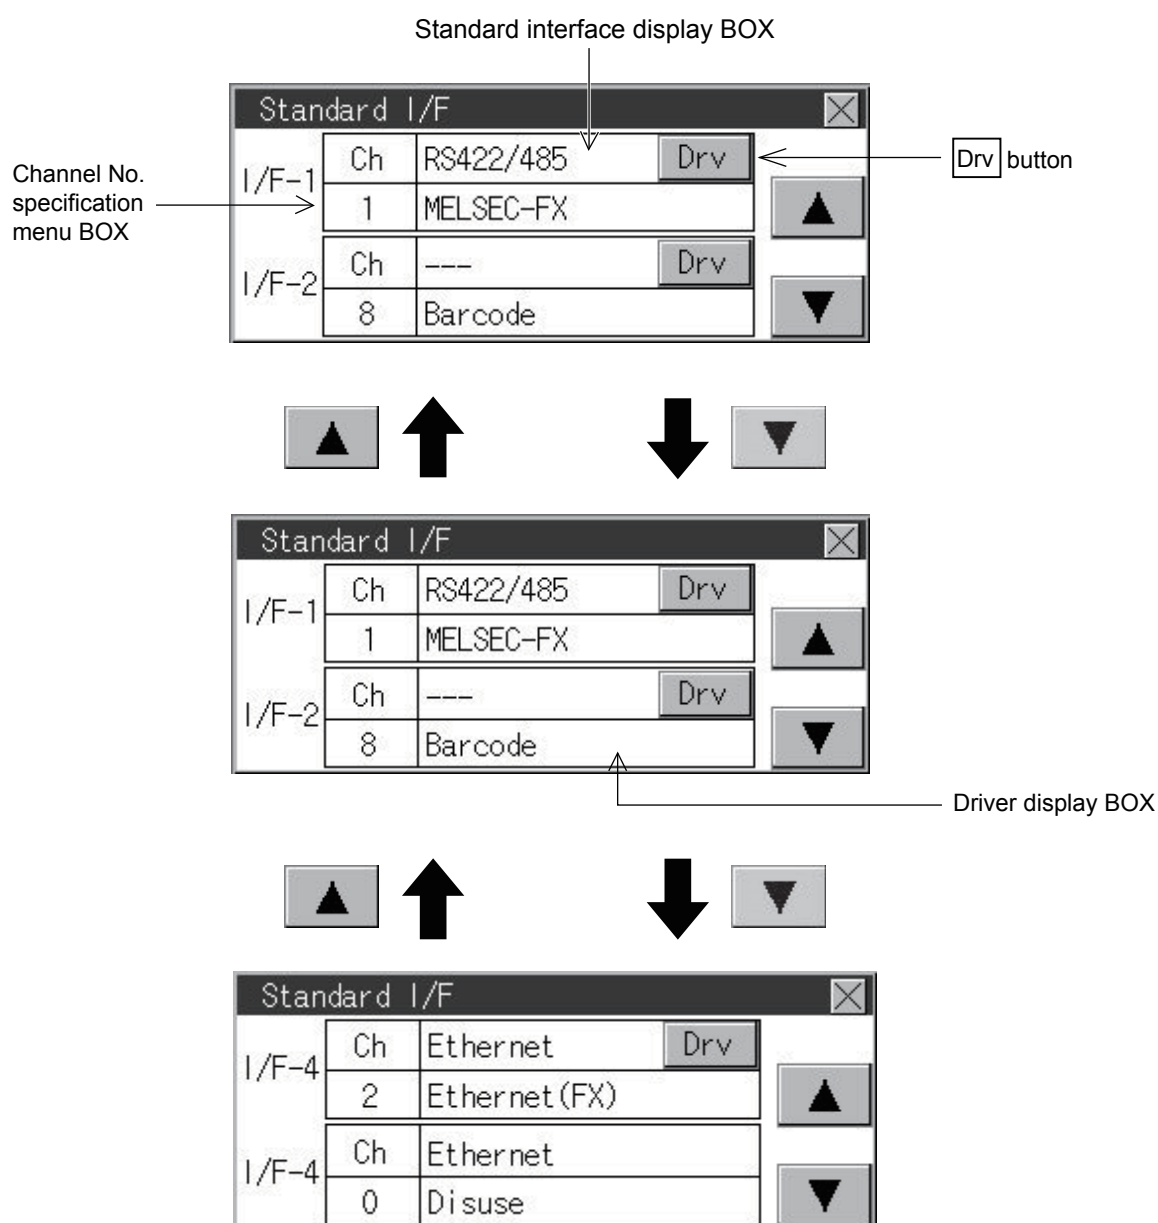 Standard interface display BOX
Standard I/F
I/F-1
Ch
RS422/485
Drv
1
MELSEC-FX
I/F-2
Ch
---
Drv
8
Barcode
Channel No.
specification
menu BOX
Drv button
Standard I/F
I/F-1
Ch
RS422/485
Drv
1
MELSEC-FX
I/F-2
Ch
---
Drv
8
Barcode
Driver display BOX
Standard I/F
I/F-4
Ch
Ethernet
Drv
2
Ethernet(FX)
I/F-4
Ch
Ethernet
0
Disuse